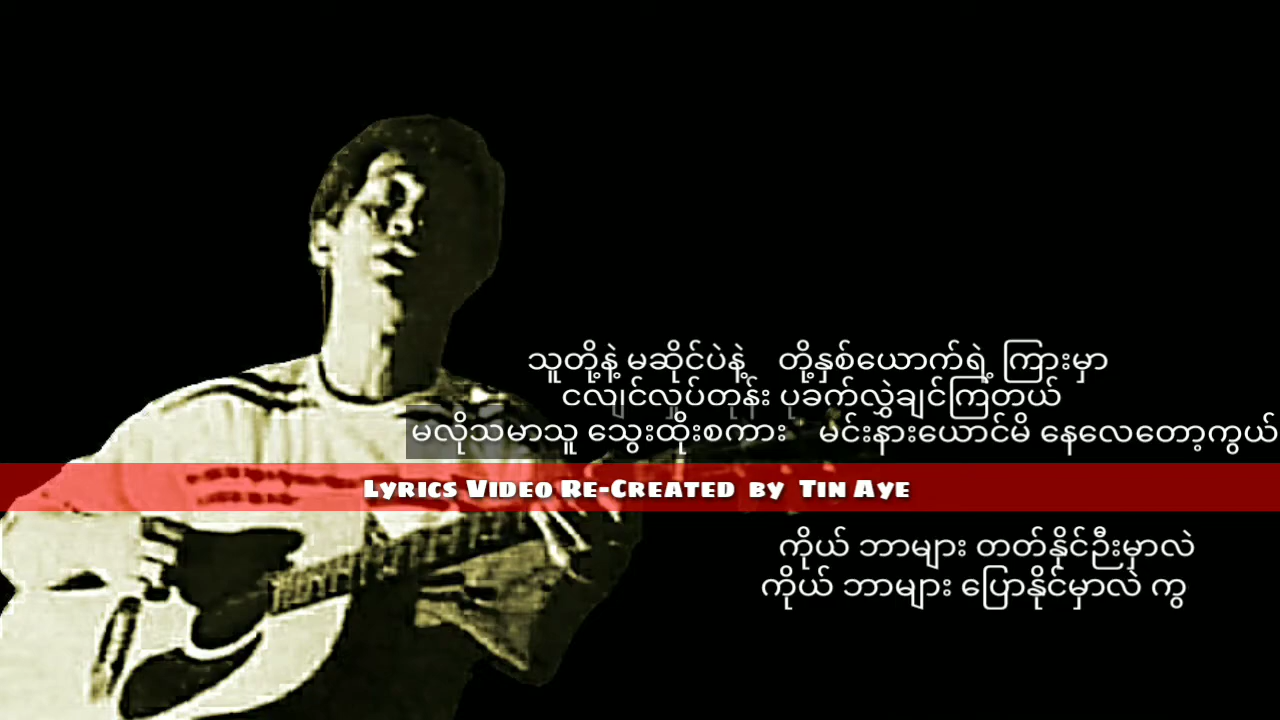 သူတို့နဲ့ မဆိုင်ပဲနဲ့ တို့နှစ်ယောက်ရဲ့ ကြားမှာ
ငလျင်လှုပ်တုန်း ပုခက်လွှဲချင်ကြတယ်
မလိုသမာသူ သွေးထိုးစကား မင်းနားယောင်မိ နေလေတော့ကွယ်
Lyrics Video Re-Created by Tin Aye
ကိုယ် ဘာများ တတ်နိုင်ဦးမှာလဲ
ကိုယ် ဘာများ ပြောနိုင်မှာလဲ ကွ